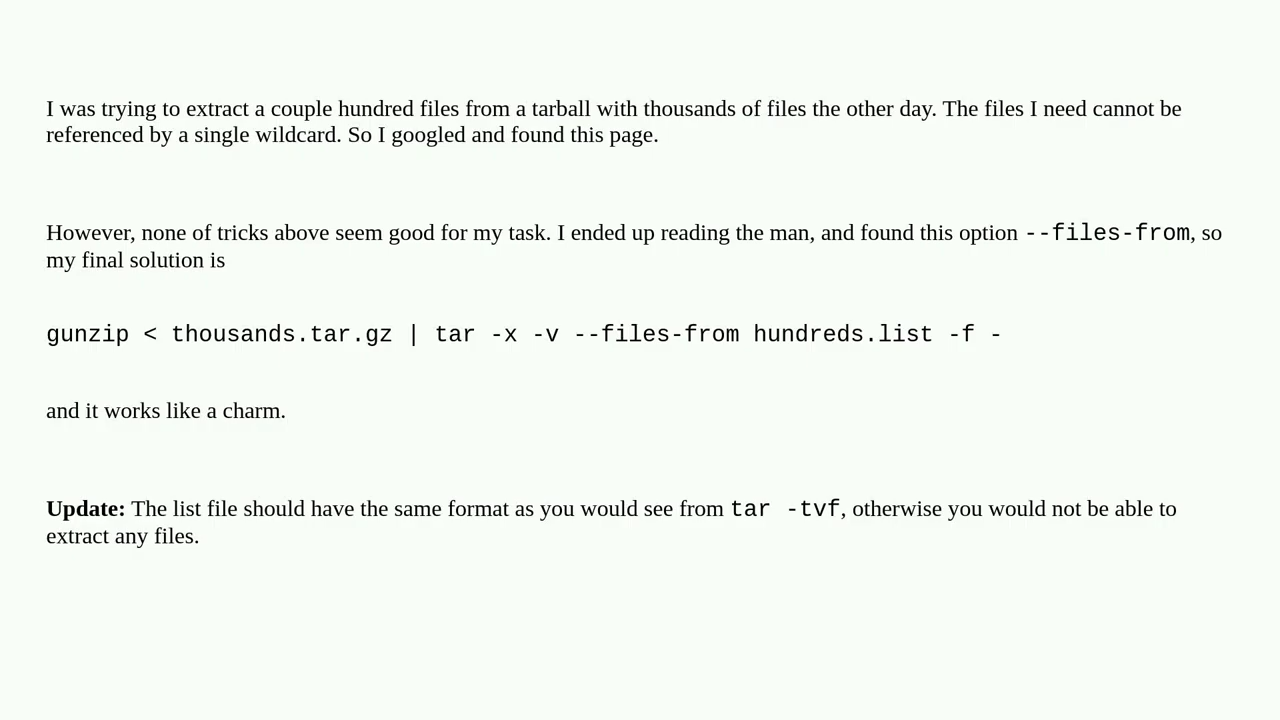 I was trying to extract a couple hundred files from a tarball with thousands of files the other day. The files I need cannot be
referenced by a single wildcard. So I googled and found this page.
However, none of tricks above seem good for my task. I ended up reading the man, and found this option --files-from, so
my final solution is
gunzip < thousands.tar.gz | tar -x -v --files-from hundreds.list -f -
and it works like a charm.
Update: The list file should have the same format as you would see from tar -tvf, otherwise you would not be able to
extract any files.